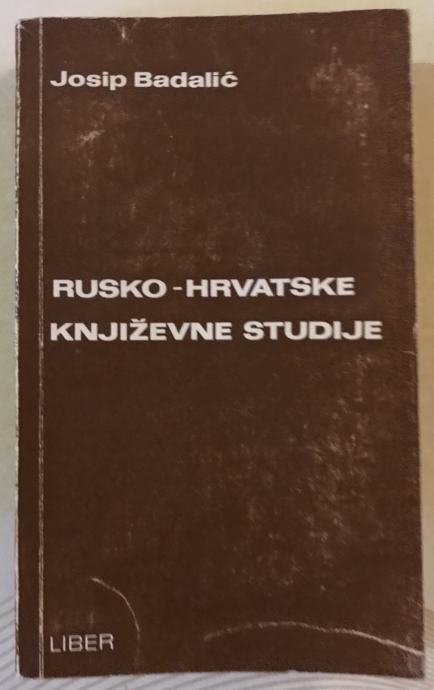 Josip Badalić
RUSKO-HRVATSKE
KNJIŽEVNE STUDIJE
LIBER